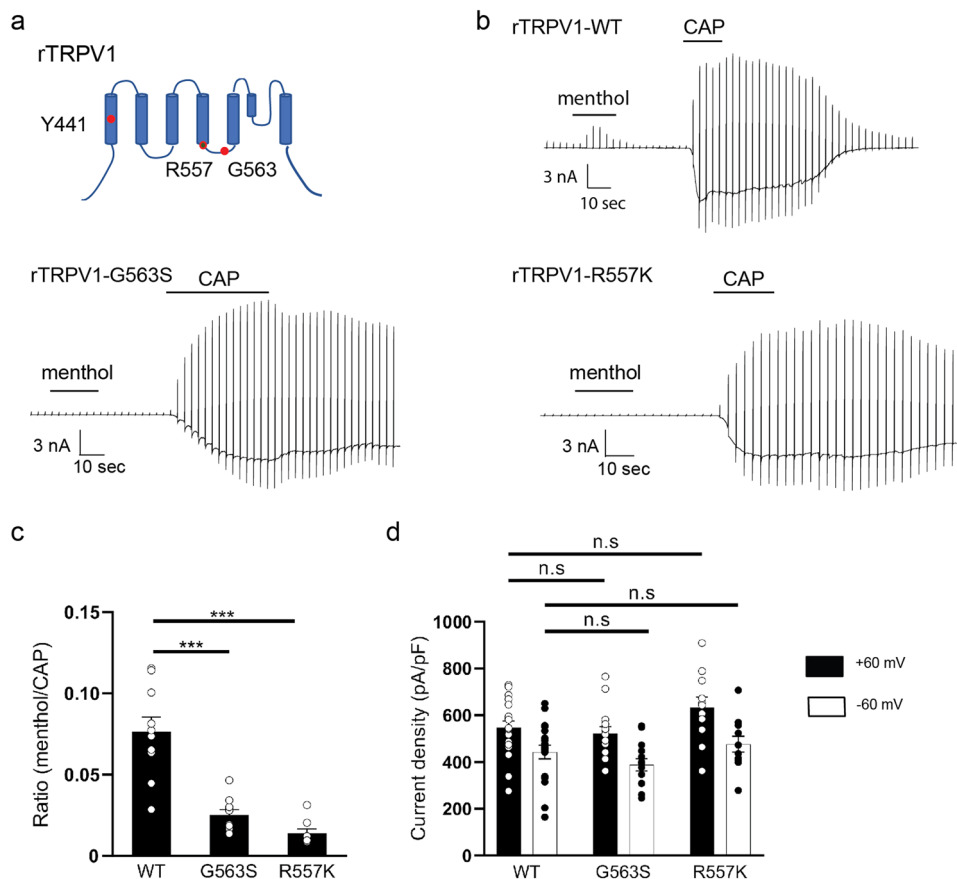 a
rTRPV1
Y441
R557 G563
b
rTRPV1-WT
CAP
menthol
3 nA
10 sec
rTRPV1-G563S
CAP
menthol
3 nA
10 sec
rTRPV1-R557K
CAP
menthol
3 nA
10 sec
c
Ratio (menthol/CAP)
0.15
0.10
0.05
0
***
***
WT G563S R557K
d
n.s
n.s
n.s
n.s
Current density (pA/pF)
1000
800
600
400
200
0
WT G563S R557K
+60 mV
-60 mV